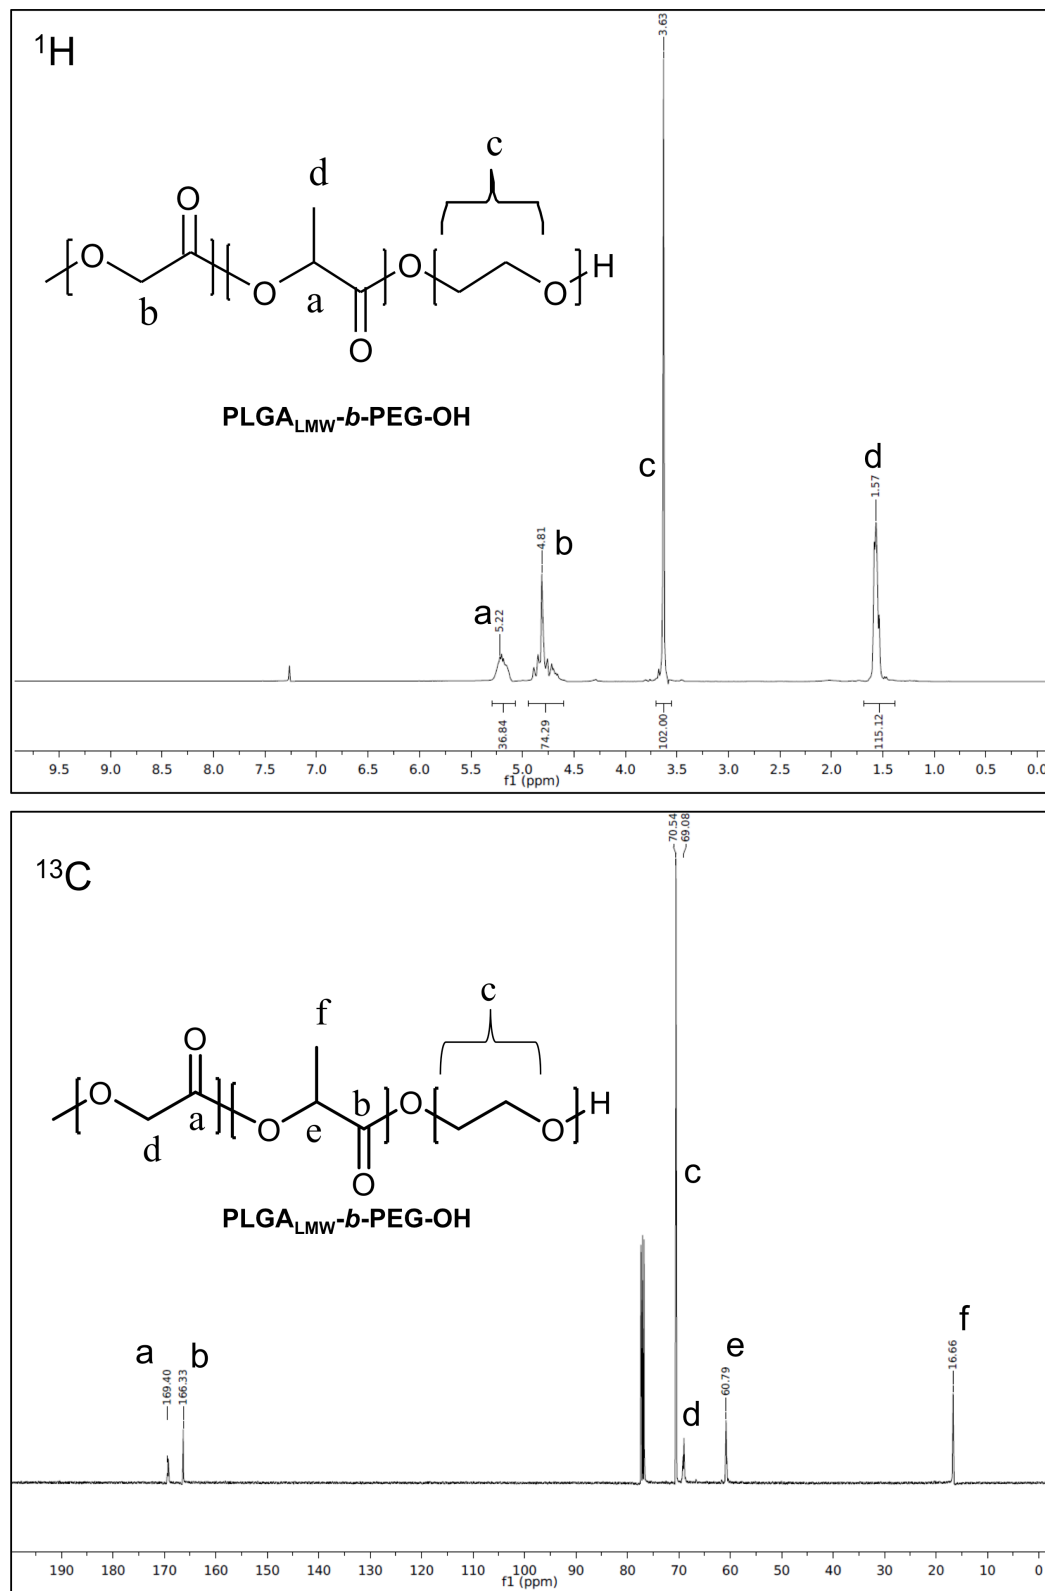 ¹H
3.63
c
d
O
O
O
O
O
O
H
b
a
PLGA_LMW-b-PEG-OH
c
d
1.57
4.81
b
a
5.22
36.84
74.29
102.00
115.12
9.5 9.0 8.5 8.0 7.5 7.0 6.5 6.0 5.5 5.0 4.5 4.0 3.5 3.0 2.5 2.0 1.5 1.0 0.5 0.0
f1 (ppm)
70.54
69.08
¹³C
c
f
O
O
O
O
O
O
H
a
b
d
e
PLGA_LMW-b-PEG-OH
c
a
169.40
166.33
b
d
e
60.79
f
16.66
190 180 170 160 150 140 130 120 110 100 90 80 70 60 50 40 30 20 10 0
f1 (ppm)